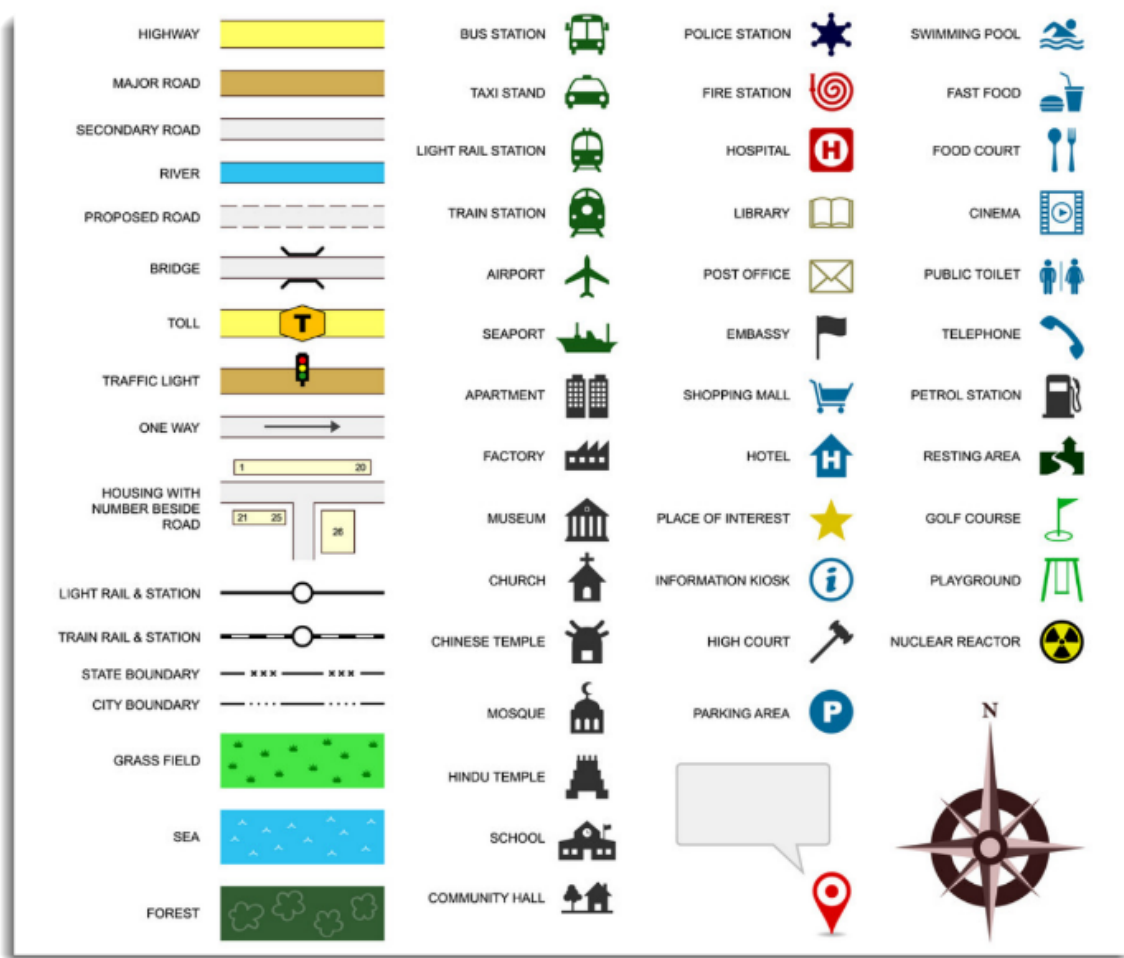 HIGHWAY
MAJOR ROAD
SECONDARY ROAD
RIVER
PROPOSED ROAD
BRIDGE
TOLL
T
TRAFFIC LIGHT
ONE WAY
1 20
HOUSING WITH
NUMBER BESIDE
ROAD
21 25
26
LIGHT RAIL & STATION
TRAIN RAIL & STATION
STATE BOUNDARY
xxx xxx
CITY BOUNDARY
GRASS FIELD
SEA
FOREST
BUS STATION
TAXI STAND
LIGHT RAIL STATION
TRAIN STATION
AIRPORT
SEAPORT
APARTMENT
FACTORY
MUSEUM
CHURCH
CHINESE TEMPLE
MOSQUE
HINDU TEMPLE
SCHOOL
COMMUNITY HALL
POLICE STATION
FIRE STATION
HOSPITAL
H
LIBRARY
POST OFFICE
EMBASSY
SHOPPING MALL
HOTEL
H
PLACE OF INTEREST
INFORMATION KIOSK
i
HIGH COURT
PARKING AREA
P
SWIMMING POOL
FAST FOOD
FOOD COURT
CINEMA
PUBLIC TOILET
TELEPHONE
PETROL STATION
RESTING AREA
GOLF COURSE
PLAYGROUND
NUCLEAR REACTOR
N